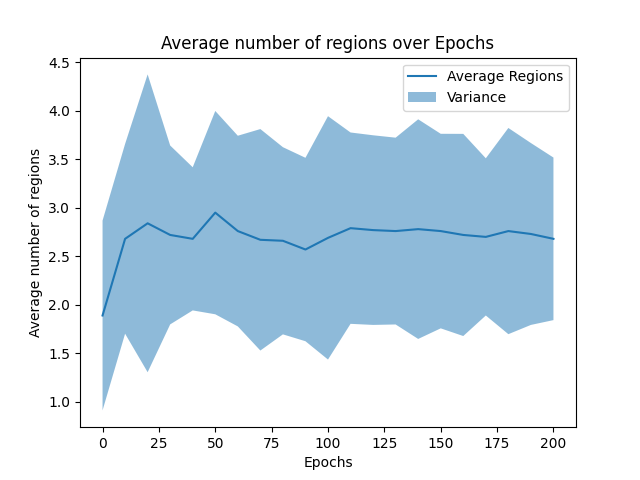 Average number of regions over Epochs
Average Regions
Variance
Average number of regions
4.5
4.0
3.5
3.0
2.5
2.0
1.5
1.0
0 25 50 75 100 125 150 175 200
Epochs